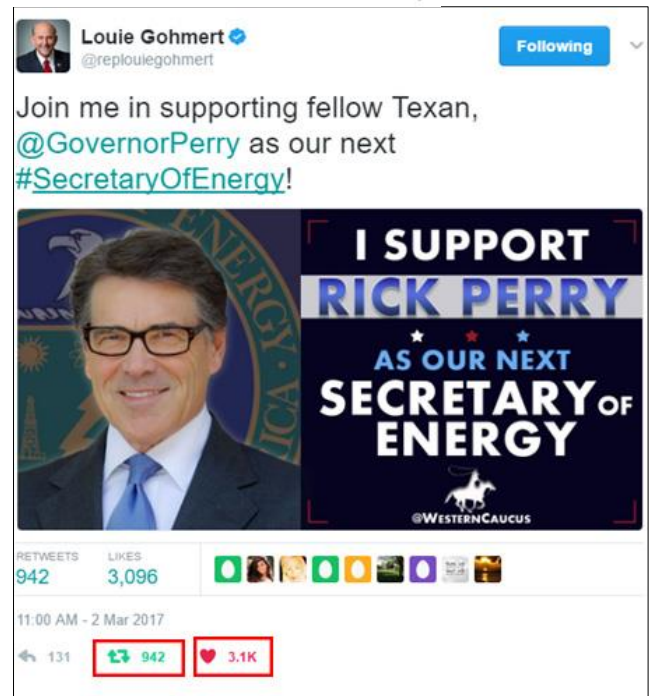 Louie Gohmert
@replouiegohmert
Following
Join me in supporting fellow Texan,
@GovernorPerry as our next
#SecretaryOfEnergy!
ENERGY
ICA
I SUPPORT
RICK PERRY
AS OUR NEXT
SECRETARY OF
ENERGY
@WESTERNCAUCUS
RETWEETS LIKES
942 3,096
11:00 AM - 2 Mar 2017
131 942 3.1K